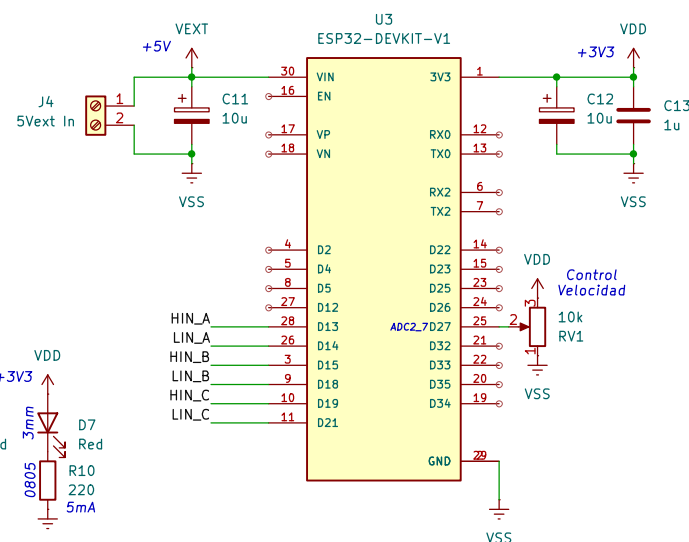 U3
ESP32-DEVKIT-V1
VEXT
+5V
J4
5Vext In
1
2
C11
10u
+
VSS
30 VIN
16 EN
17 VP
18 VN
4 D2
5 D4
8 D5
27 D12
HIN_A 28 D13
LIN_A 26 D14
HIN_B 3 D15
LIN_B 9 D18
HIN_C 10 D19
LIN_C 11 D21
3V3 1
RX0 12
TX0 13
RX2 6
TX2 7
D22 14
D23 15
D25 23
D26 24
ADC2_7 D27 25
D32 21
D33 22
D35 20
D34 19
GND
VSS
VDD
+3V3
+
C12
10u
C13
1u
VSS
VDD
Control
Velocidad
3
2
1
10k
RV1
VSS
VDD
+3V3
3mm
D7
Red
d
0805
R10
220
5mA